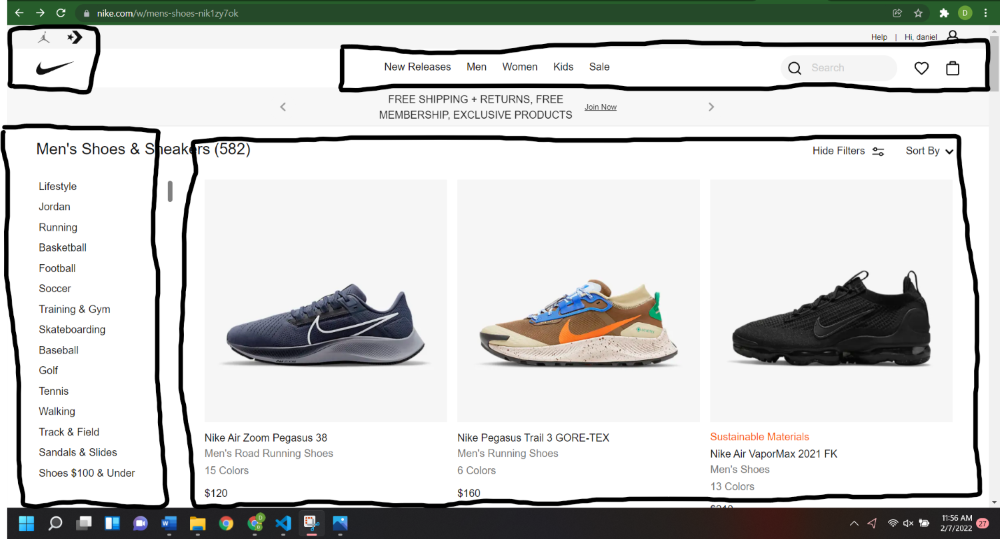 nike.com/w/mens-shoes-nik1zy7ok
D
Help | Hi, daniel
New Releases Men Women Kids Sale Search
FREE SHIPPING + RETURNS, FREE
MEMBERSHIP, EXCLUSIVE PRODUCTS
Join Now
Men's Shoes & Sneakers (582)
Hide Filters Sort By
Lifestyle
Jordan
Running
Basketball
Football
Soccer
Training & Gym
Skateboarding
Baseball
Golf
Tennis
Walking
Track & Field
Sandals & Slides
Shoes $100 & Under
Nike Air Zoom Pegasus 38
Men's Road Running Shoes
15 Colors
$120
Nike Pegasus Trail 3 GORE-TEX
Men's Running Shoes
6 Colors
$160
Sustainable Materials
Nike Air VaporMax 2021 FK
Men's Shoes
13 Colors
11:56 AM
2/7/2022
27